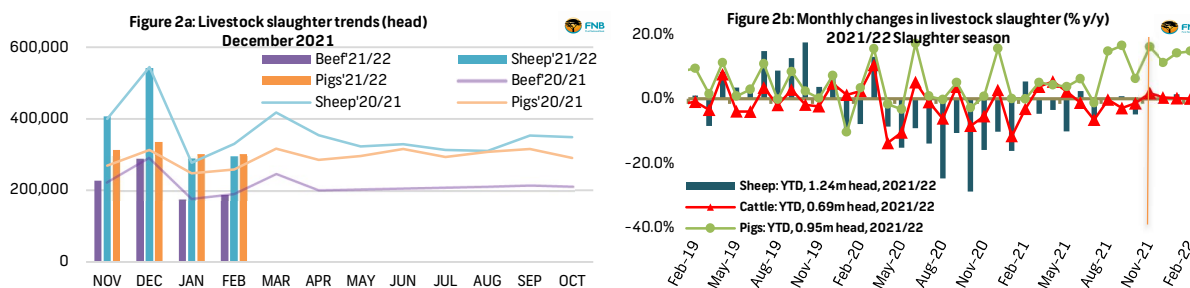 Figure 2a: Livestock slaughter trends (head)
December 2021
FNB
600,000
400,000
200,000
0
Beef'21/22
Sheep'21/22
Pigs'21/22
Beef'20/21
Sheep'20/21
Pigs'20/21
NOV DEC JAN FEB MAR APR MAY JUN JUL AUG SEP OCT
Figure 2b: Monthly changes in livestock slaughter (% y/y)
2021/22 Slaughter season
FN
20.0%
0.0%
-20.0%
-40.0%
Sheep: YTD, 1.24m head, 2021/22
Cattle: YTD, 0.69m head, 2021/22
Pigs: YTD, 0.95m head, 2021/22
Feb-19 May-19 Aug-19 Nov-19 Feb-20 May-20 Aug-20 Nov-20 Feb-21 May-21 Aug-21 Nov-21 Feb-22